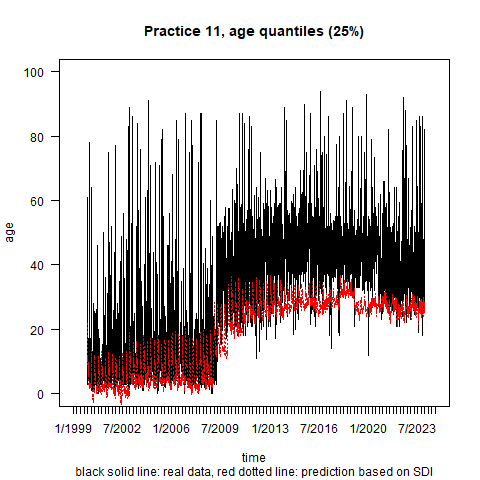 Practice 11, age quantiles (25%)
100
80
60
40
20
0
age
1/1999 7/2002 1/2006 7/2009 1/2013 7/2016 1/2020 7/2023
time
black solid line: real data, red dotted line: prediction based on SDI